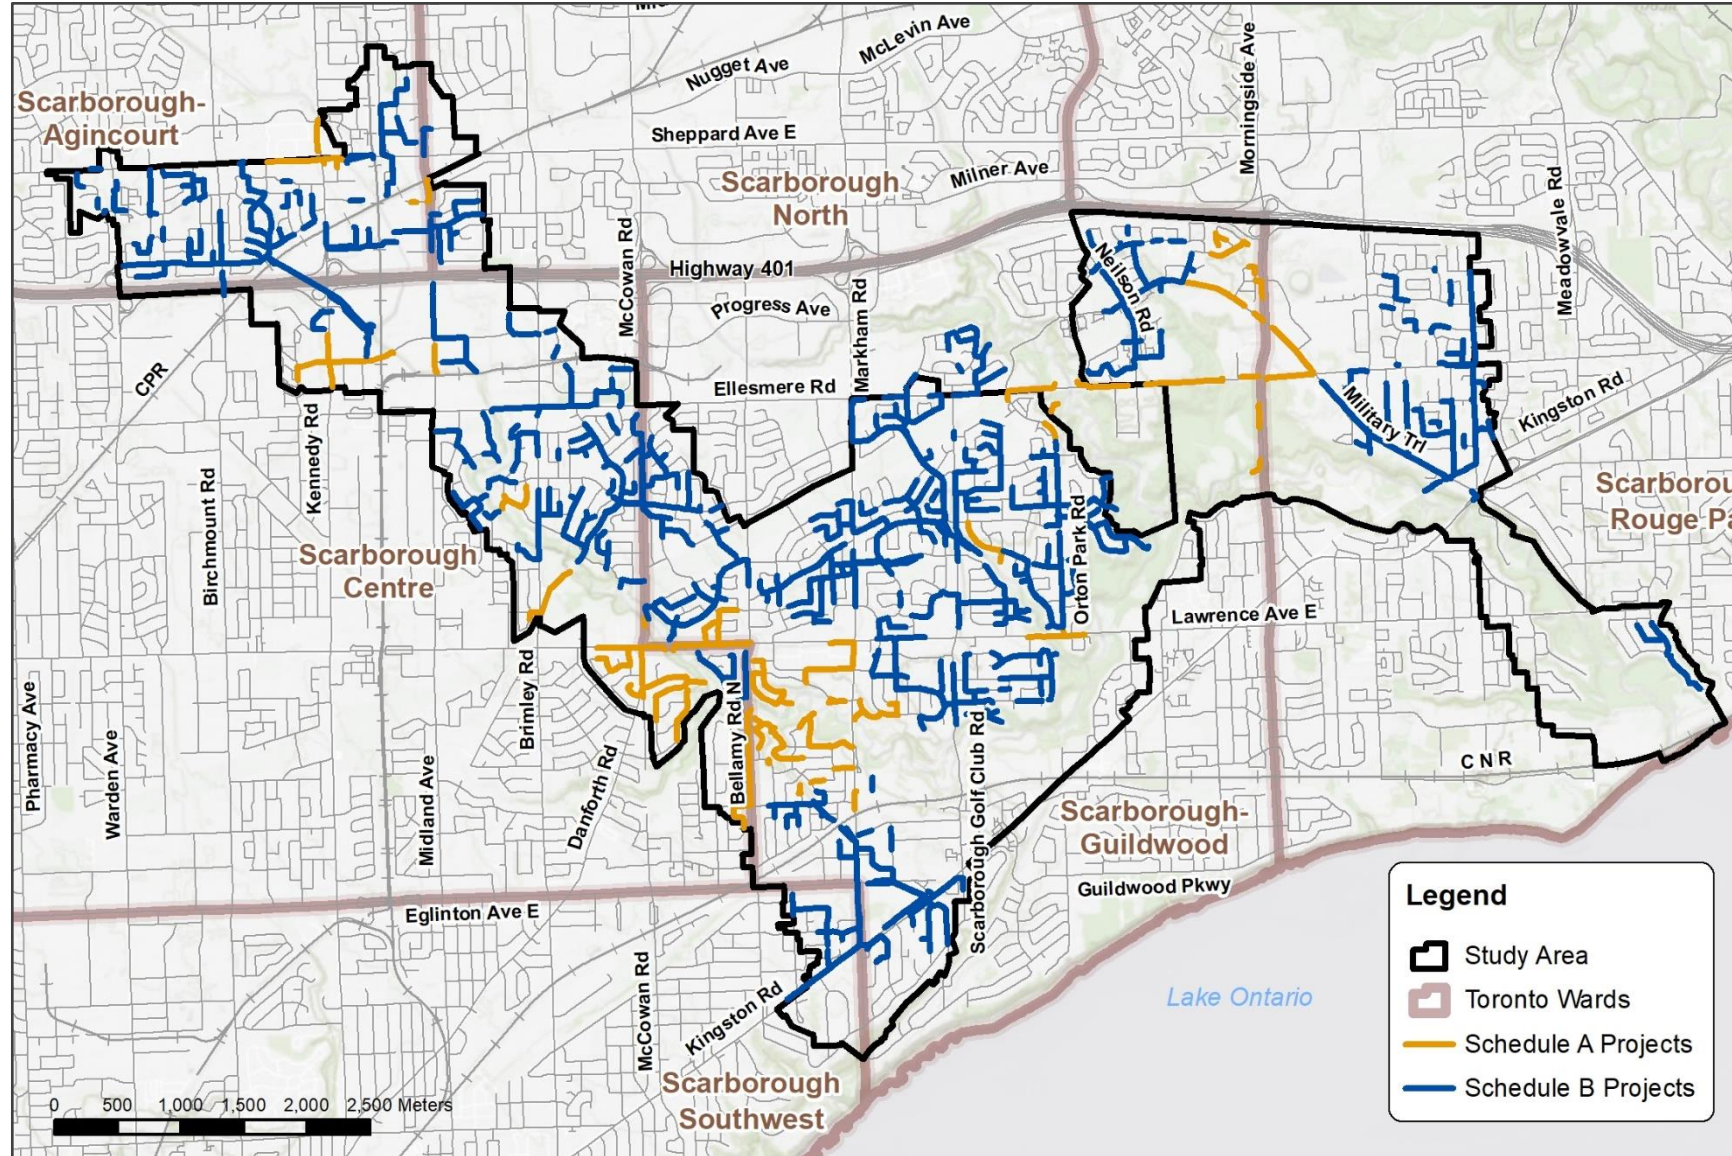 McLevin Ave
Nugget Ave
Morningside Ave
Scarborough-
Agincourt
Sheppard Ave E
Milner Ave
Scarborough
North
Meadowvale Rd
McCowan Rd
Highway 401
Neilson Rd
Progress Ave
Markham Rd
CPR
Ellesmere Rd
Kennedy Rd
Military Trl
Kingston Rd
Birchmount Rd
Scarborou
Rouge Pa
Scarborough
Centre
Orton Park Rd
Lawrence Ave E
Pharmacy Ave
Warden Ave
Midland Ave
Brimley Rd
Danforth Rd
Bellamy Rd N
Scarborough Golf Club Rd
C N R
Scarborough-
Guildwood
Guildwood Pkwy
Eglinton Ave E
McCowan Rd
Kingston Rd
Lake Ontario
Scarborough
Southwest
0 500 1,000 1,500 2,000 2,500 Meters
Legend
Study Area
Toronto Wards
Schedule A Projects
Schedule B Projects